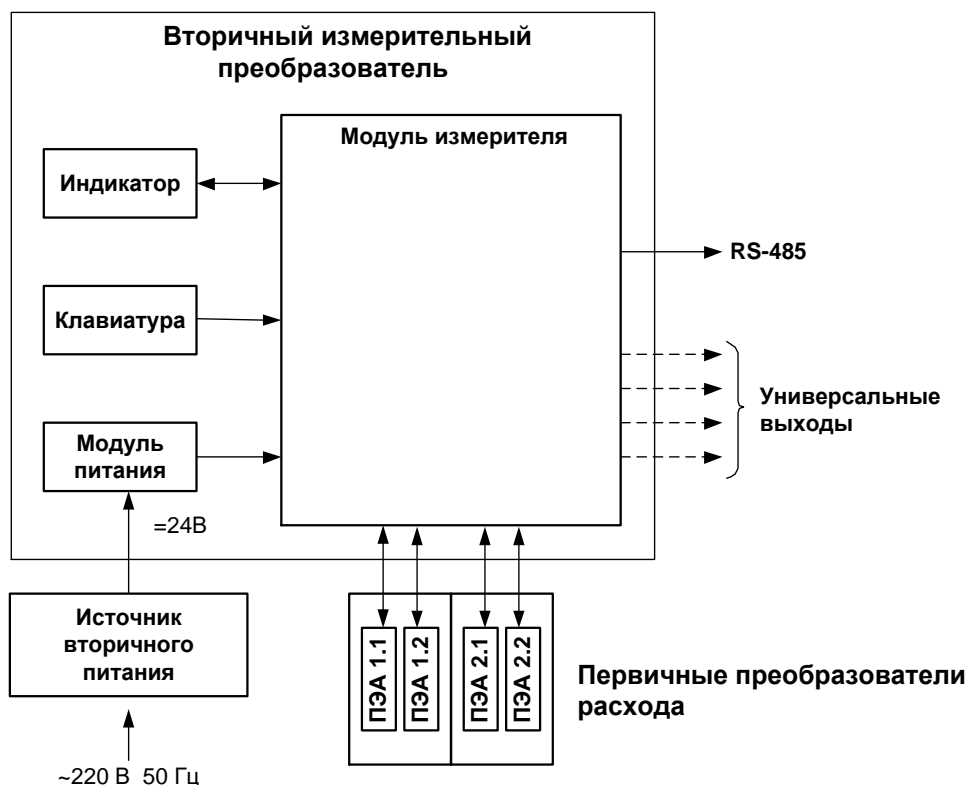 Вторичный измерительный
преобразователь
Модуль измерителя
Индикатор
RS-485
Клавиатура
Универсальные
выходы
Модуль
питания
=24В
Источник
вторичного
питания
ПЭА 1.1
ПЭА 1.2
ПЭА 2.1
ПЭА 2.2
Первичные преобразователи
расхода
~220 В  50 Гц